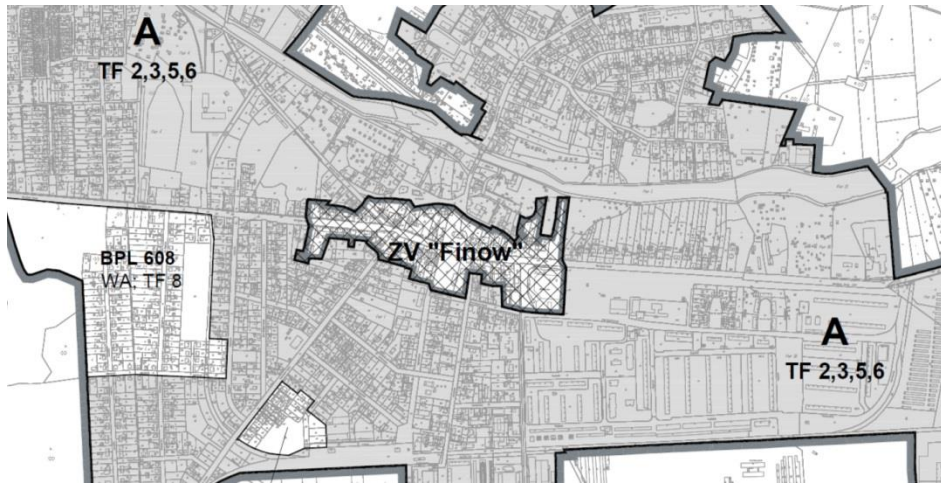 A
TF 2,3,5,6
ZV "Finow"
BPL 608
WA; TF 8
A
TF 2,3,5,6